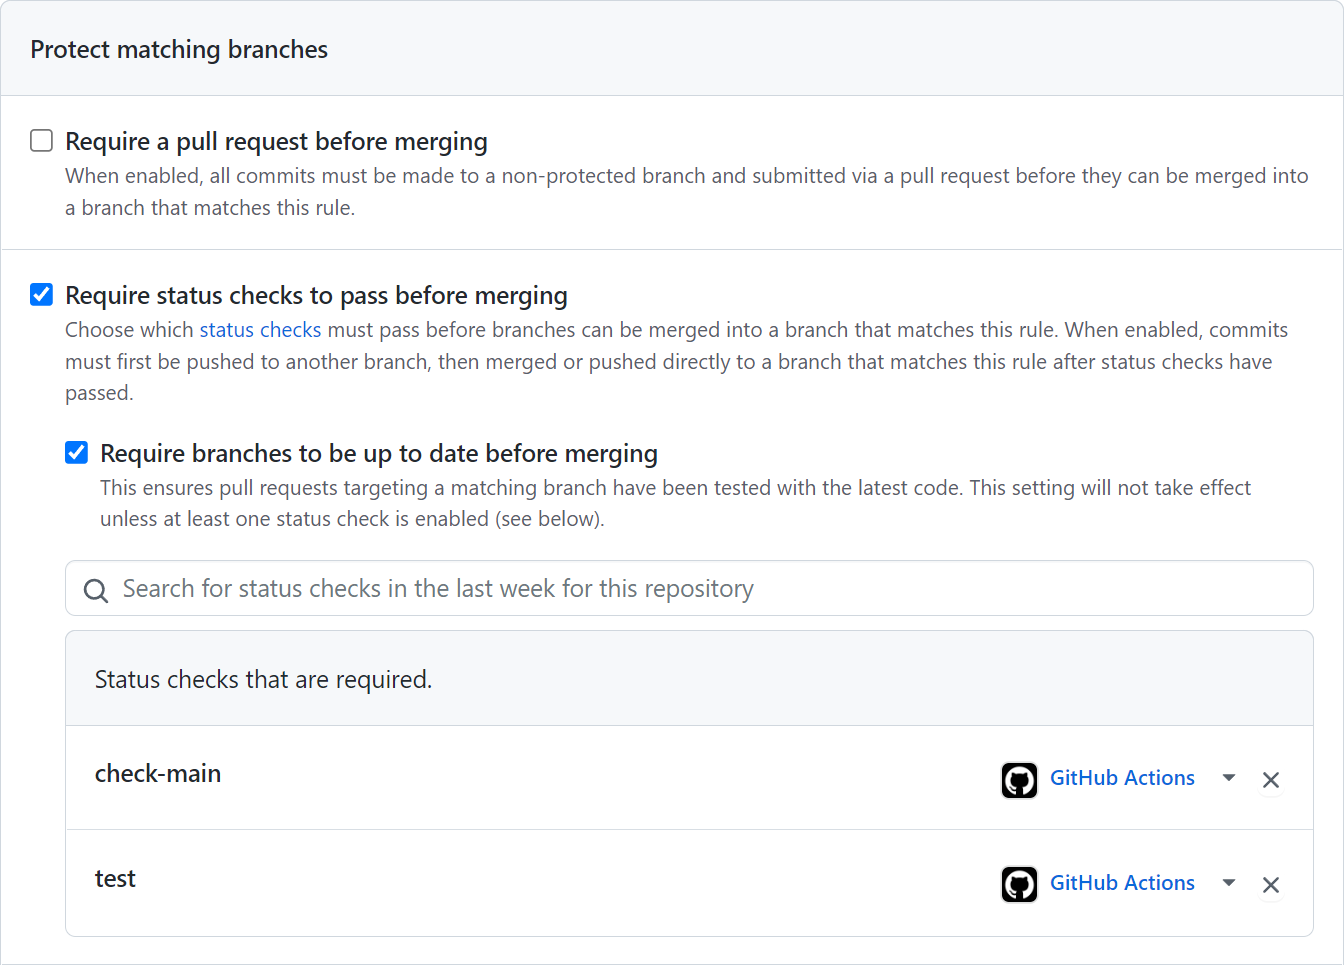 Protect matching branches
Require a pull request before merging
When enabled, all commits must be made to a non-protected branch and submitted via a pull request before they can be merged into
a branch that matches this rule.
Require status checks to pass before merging
Choose which status checks must pass before branches can be merged into a branch that matches this rule. When enabled, commits
must first be pushed to another branch, then merged or pushed directly to a branch that matches this rule after status checks have
passed.
Require branches to be up to date before merging
This ensures pull requests targeting a matching branch have been tested with the latest code. This setting will not take effect
unless at least one status check is enabled (see below).
Search for status checks in the last week for this repository
Status checks that are required.
check-main GitHub Actions
test GitHub Actions